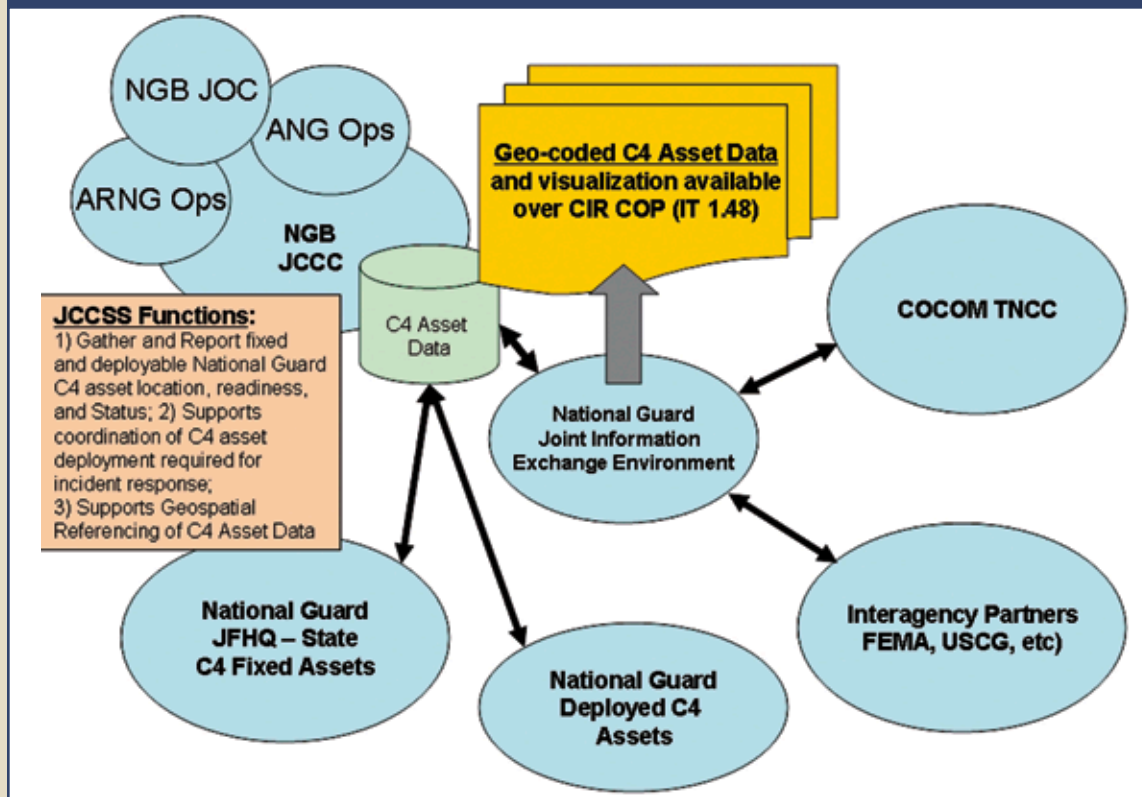 NGB JOC
ANG Ops
ARNG Ops
NGB
JCCC
Geo-coded C4 Asset Data
and visualization available
over CIR COP (IT 1.48)
C4 Asset
Data
JCCSS Functions:
1) Gather and Report fixed
and deployable National Guard
C4 asset location, readiness,
and Status; 2) Supports
coordination of C4 asset
deployment required for
incident response;
3) Supports Geospatial
Referencing of C4 Asset Data
COCOM TNCC
National Guard
Joint Information
Exchange Environment
National Guard
JFHQ – State
C4 Fixed Assets
National Guard
Deployed C4
Assets
Interagency Partners
FEMA, USCG, etc)